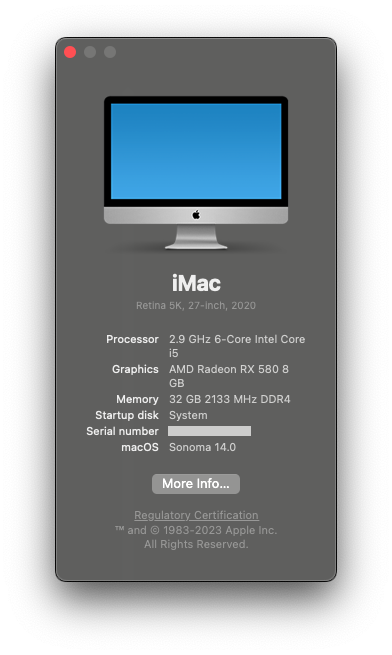 iMac
Retina 5K, 27-inch, 2020
Processor 2.9 GHz 6-Core Intel Core
i5
Graphics AMD Radeon RX 580 8
GB
Memory 32 GB 2133 MHz DDR4
Startup disk System
Serial number
macOS Sonoma 14.0
More Info...
Regulatory Certification
™ and © 1983-2023 Apple Inc.
All Rights Reserved.